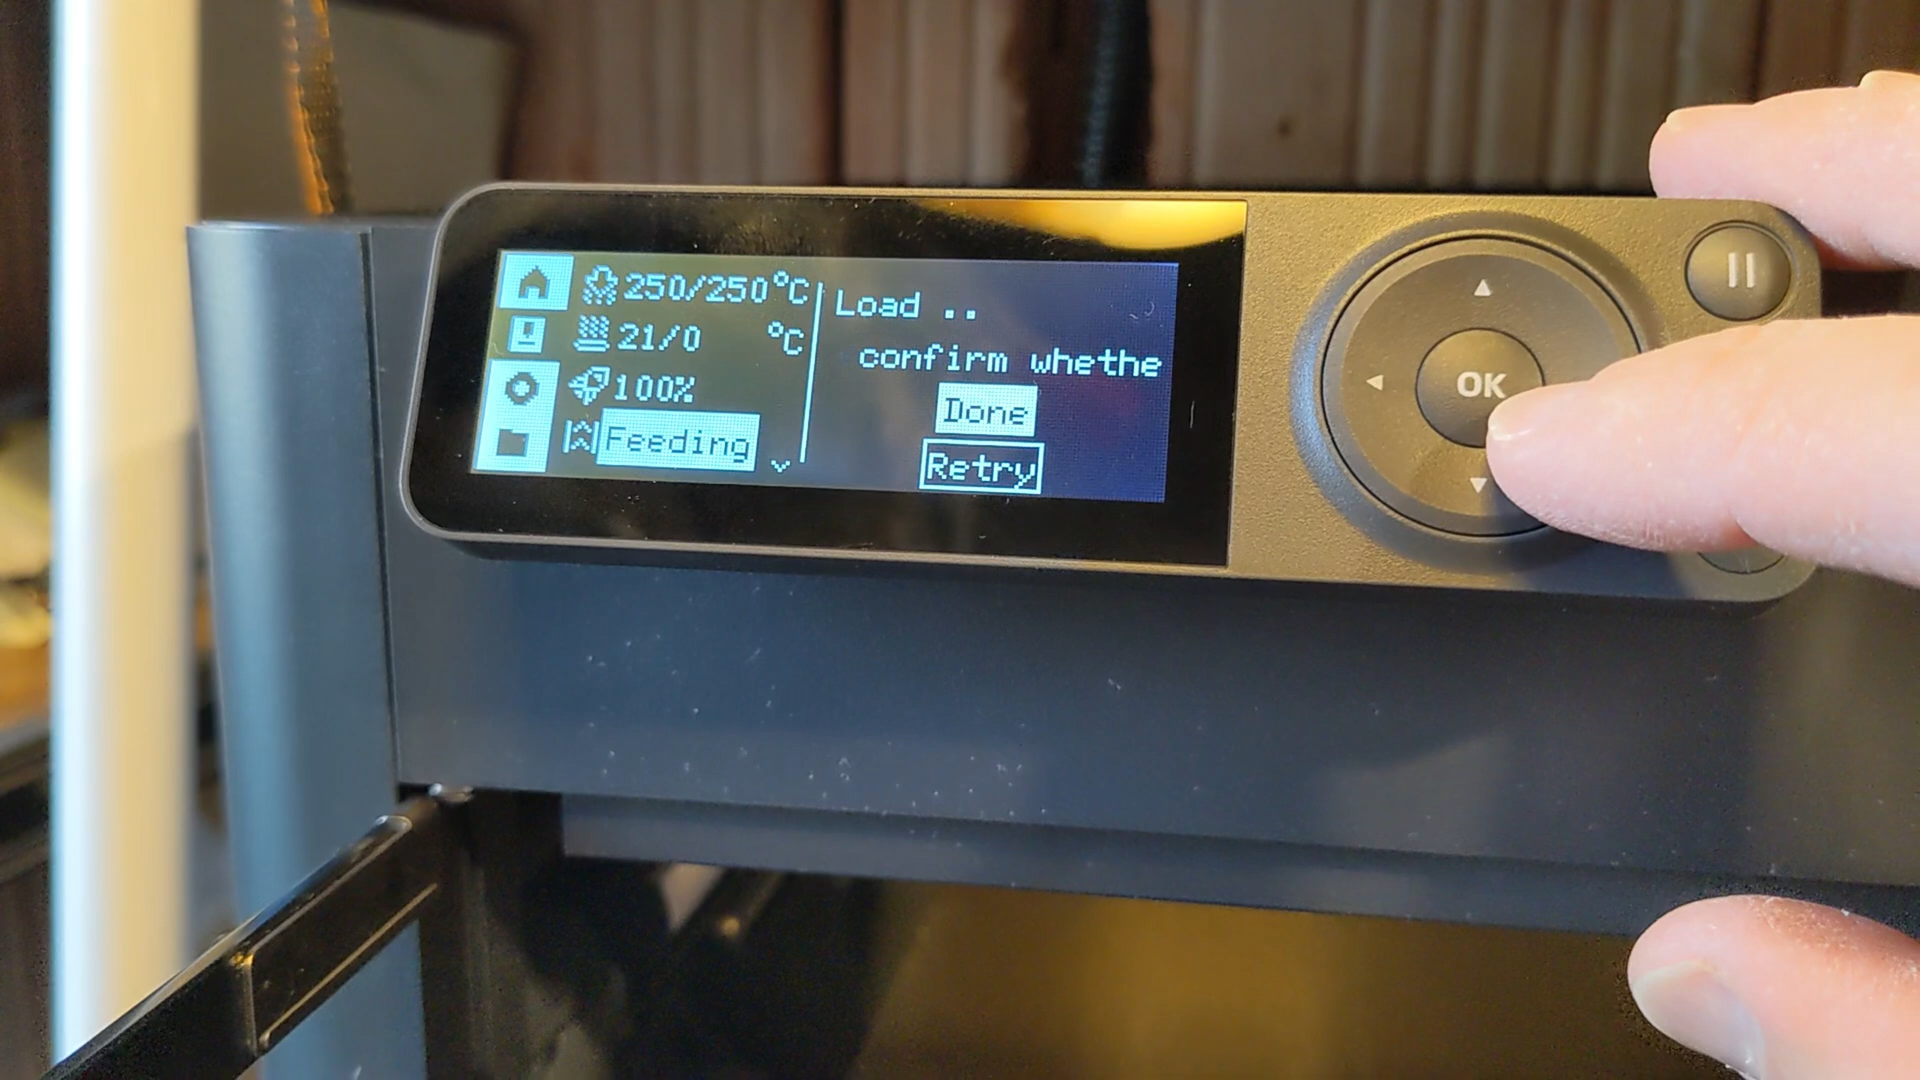 250/250°C
21/0 °C
100%
Feeding
Load ..
confirm whethe
Done
Retry
OK